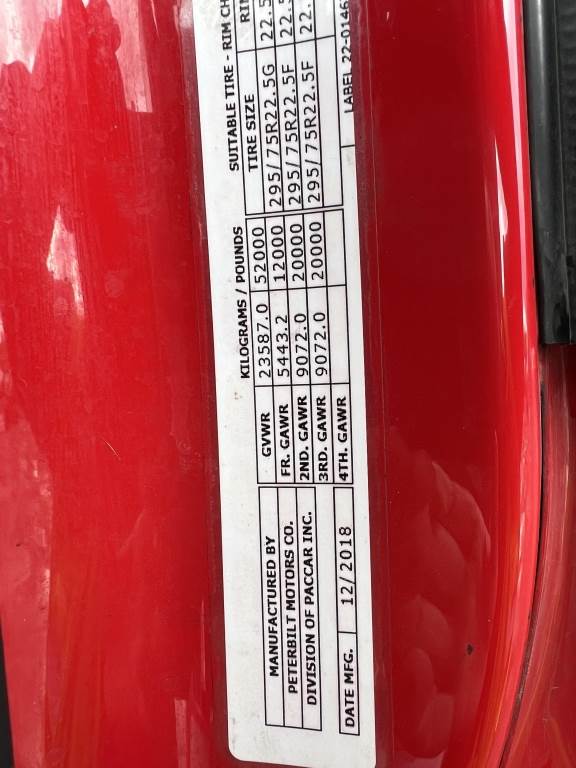 KILOGRAMS / POUNDS SUITABLE TIRE - RIM
TIRE SIZE
MANUFACTURED BY GVWR 23587.0 52000 295/75R22.5G 22.5
PETERBILT MOTORS CO. FR. GAWR 5443.2 12000 295/75R22.5F
DIVISION OF PACCAR INC. 2ND. GAWR 9072.0 20000 295/75R22.5F
3RD. GAWR 9072.0 20000
DATE MFG. 12/2018 4TH. GAWR
LABEL